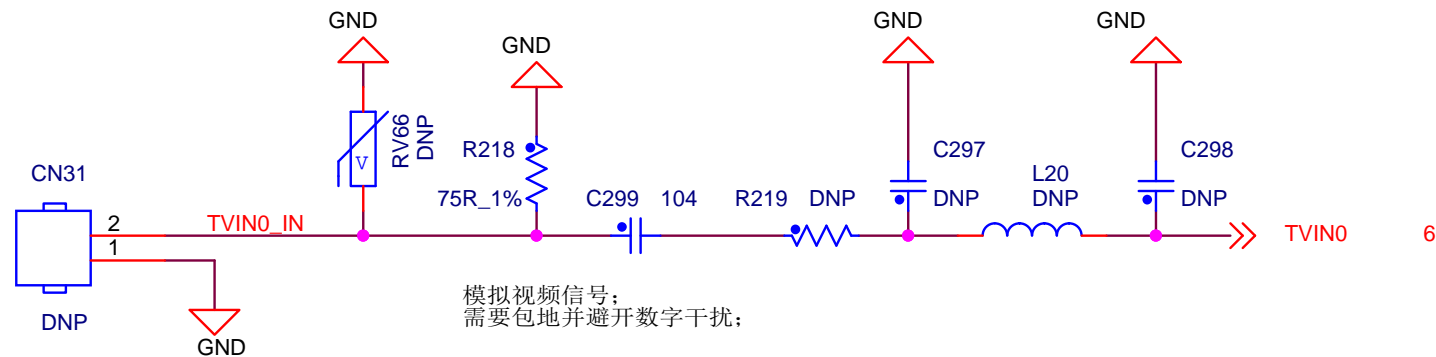 GND
GND
GND
GND
RV66
DNP
V
R218
75R_1%
C297
DNP
C298
DNP
L20
DNP
CN31
2
1
TVIN0_IN
C299 104
R219 DNP
TVIN0 6
模拟视频信号;
需要包地并避开数字干扰;
DNP
GND